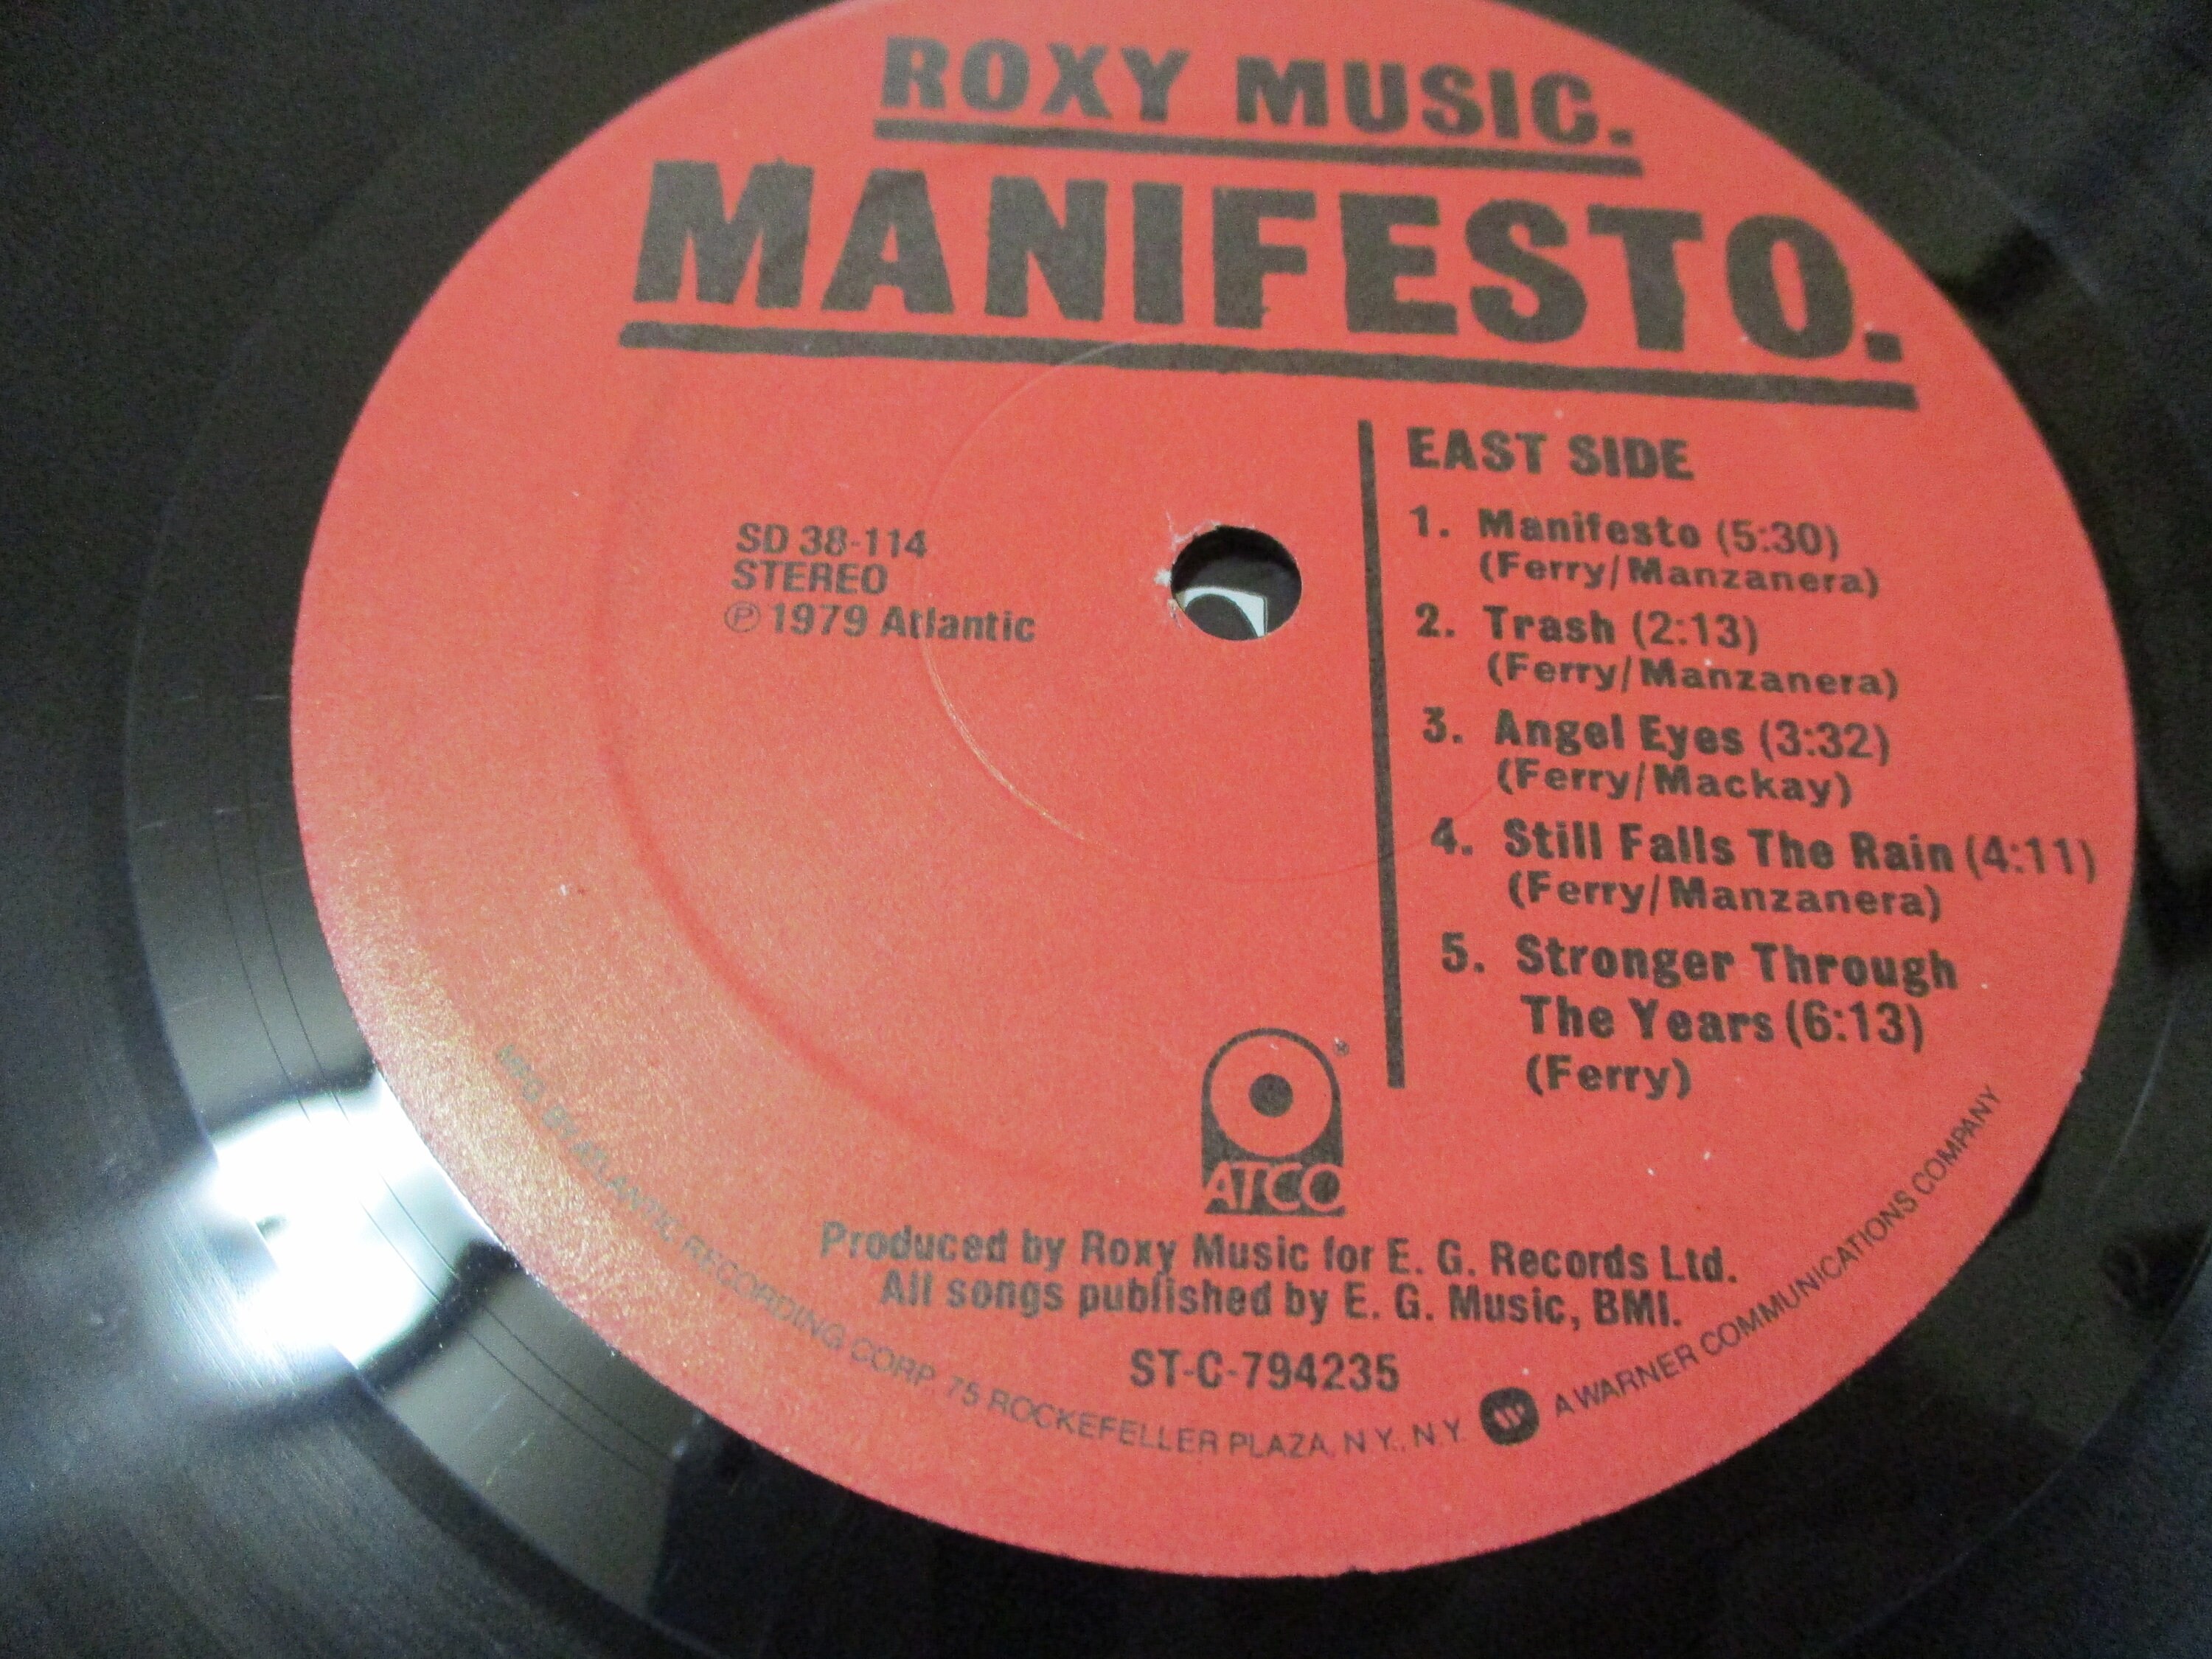 ROXY MUSIC.
MANIFESTO.
SD 38-114
STEREO
℗ 1979 Atlantic
EAST SIDE
1. Manifesto (5:30)
(Ferry/Manzanera)
2. Trash (2:13)
(Ferry/Manzanera)
3. Angel Eyes (3:32)
(Ferry/Mackay)
4. Still Falls The Rain (4:11)
(Ferry/Manzanera)
5. Stronger Through
The Years (6:13)
(Ferry)
ATCO®
Produced by Roxy Music for E. G. Records Ltd.
All songs published by E. G. Music, BMI.
ST-C-794235
MFG BY ATLANTIC RECORDING CORP. 75 ROCKEFELLER PLAZA, N.Y., N.Y. W A WARNER COMMUNICATIONS COMPANY